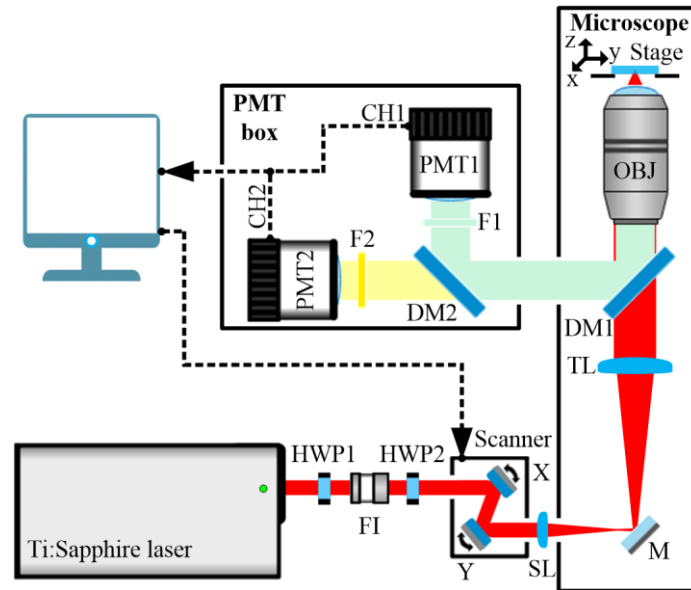 Microscope
z
y
Stage
x
PMT
box
CH1
PMT1
OBJ
CH2
F1
F2
PMT2
DM2
DM1
TL
HWP1
HWP2
Scanner
X
Ti:Sapphire laser
FI
Y
SL
M